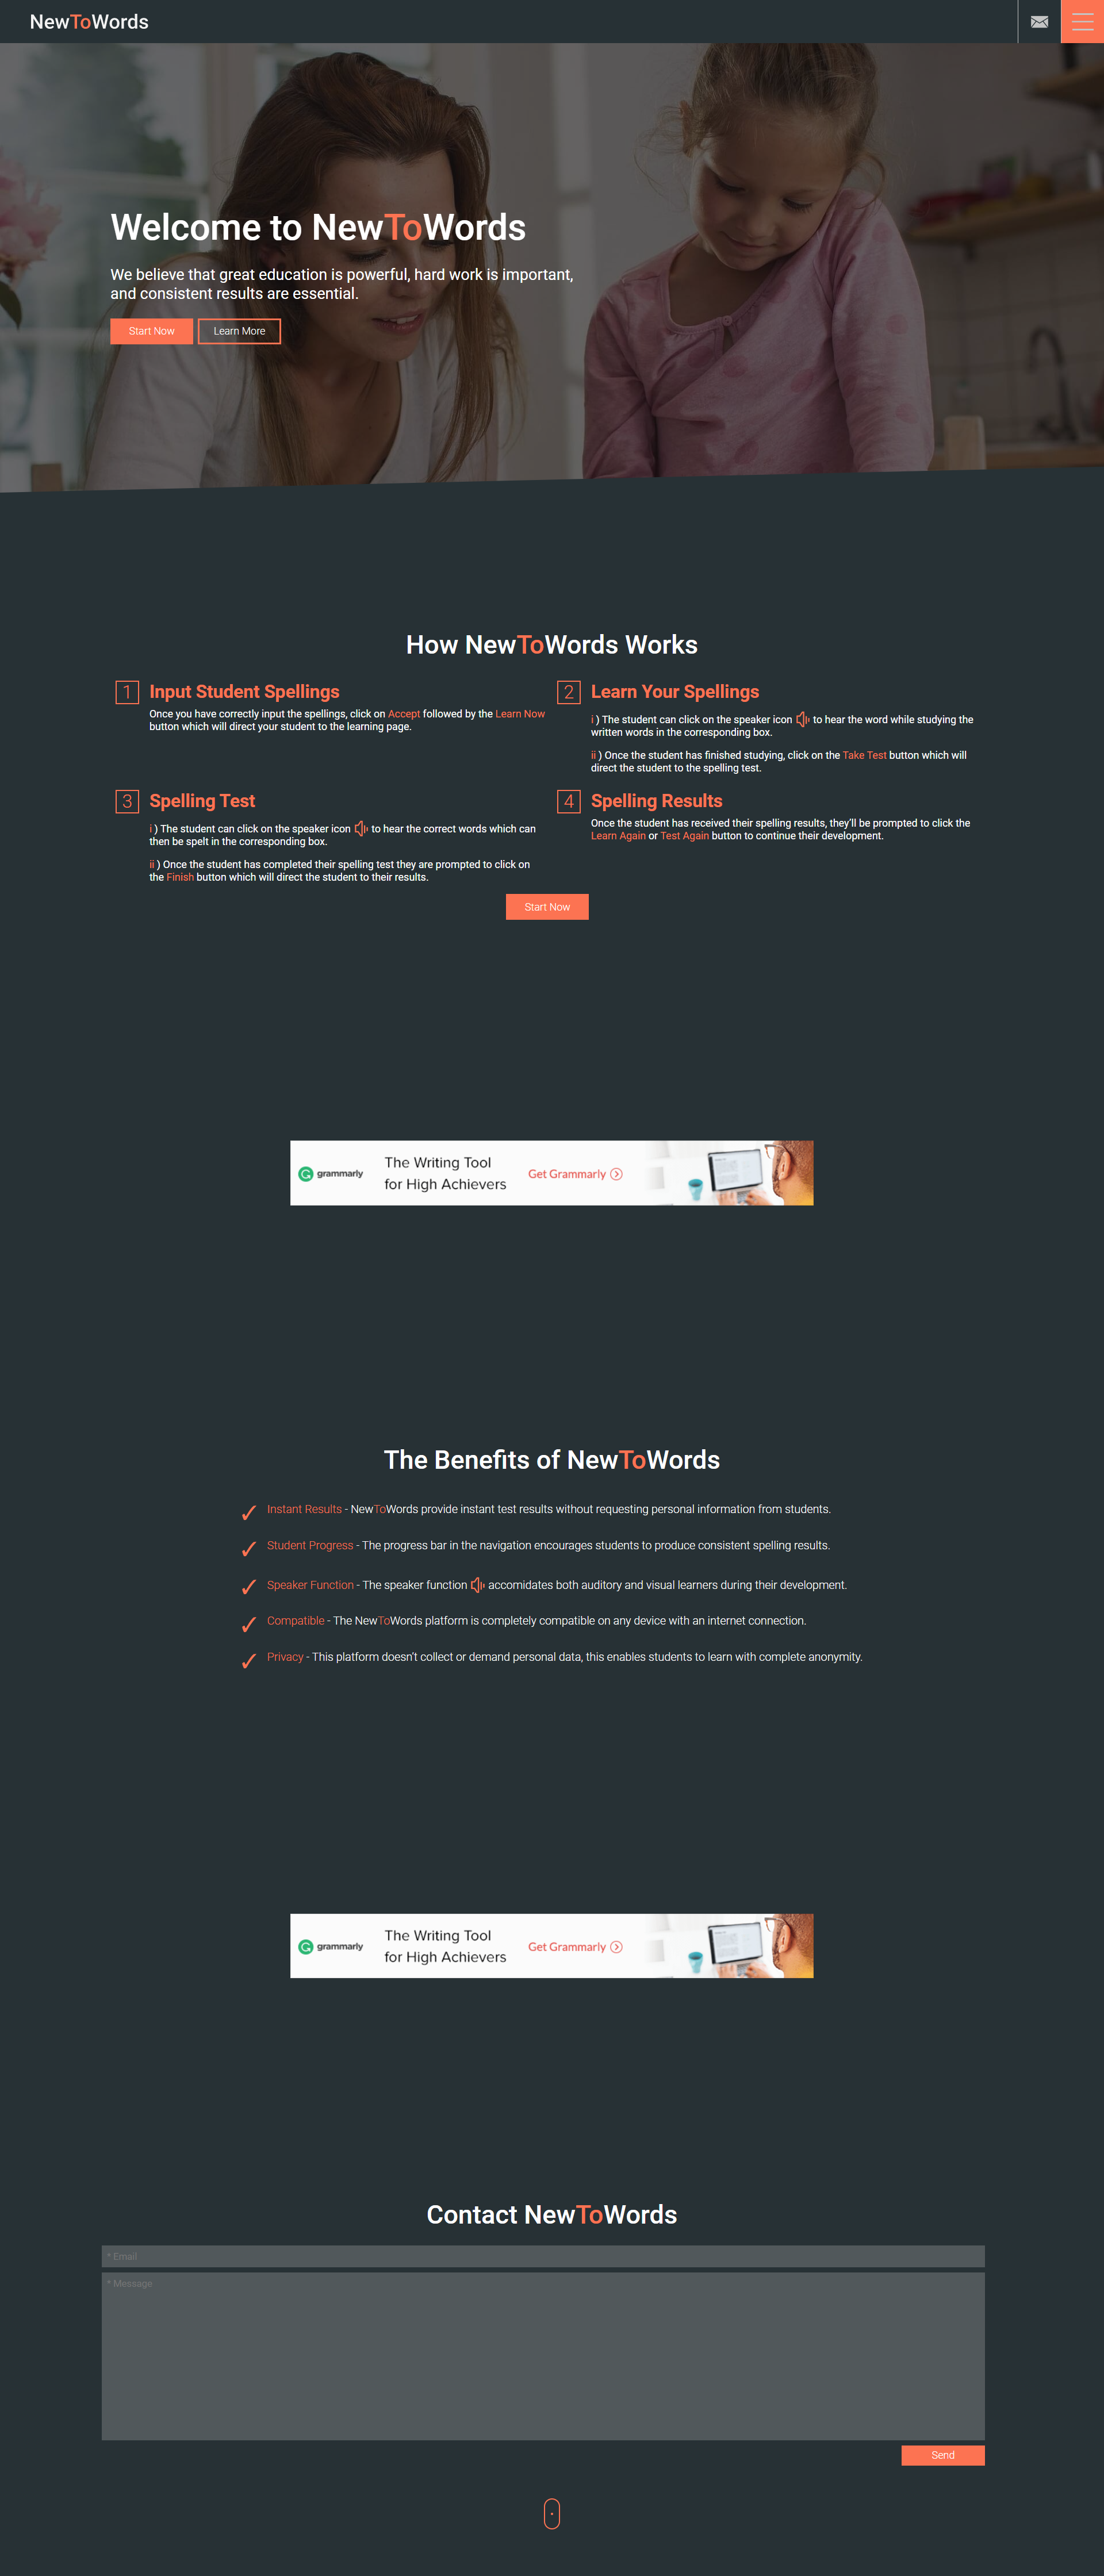 NewToWords
Welcome to NewToWords
We believe that great education is powerful, hard work is important,
and consistent results are essential.
Start Now
Learn More
How NewToWords Works
1
Input Student Spellings
Once you have correctly input the spellings, click on Accept followed by the Learn Now
button which will direct your student to the learning page.
2
Learn Your Spellings
i ) The student can click on the speaker icon to hear the word while studying the
written words in the corresponding box.
ii ) Once the student has finished studying, click on the Take Test button which will
direct the student to the spelling test.
3
Spelling Test
i ) The student can click on the speaker icon to hear the correct words which can
then be spelt in the corresponding box.
ii ) Once the student has completed their spelling test they are prompted to click on
the Finish button which will direct the student to their results.
4
Spelling Results
Once the student has received their spelling results, they'll be prompted to click the
Learn Again or Test Again button to continue their development.
Start Now
grammarly
The Writing Tool
for High Achievers
Get Grammarly
The Benefits of NewToWords
Instant Results - NewToWords provide instant test results without requesting personal information from students.
Student Progress - The progress bar in the navigation encourages students to produce consistent spelling results.
Speaker Function - The speaker function accomidates both auditory and visual learners during their development.
Compatible - The NewToWords platform is completely compatible on any device with an internet connection.
Privacy - This platform doesn't collect or demand personal data, this enables students to learn with complete anonymity.
grammarly
The Writing Tool
for High Achievers
Get Grammarly
Contact NewToWords
* Email
* Message
Send